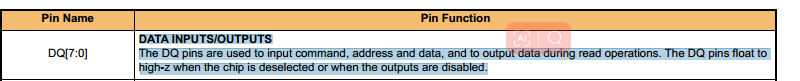 Pin Name
Pin Function
DQ[7:0]
DATA INPUTS/OUTPUTS
The DQ pins are used to input command, address and data, and to output data during read operations. The DQ pins float to
high-z when the chip is deselected or when the outputs are disabled.